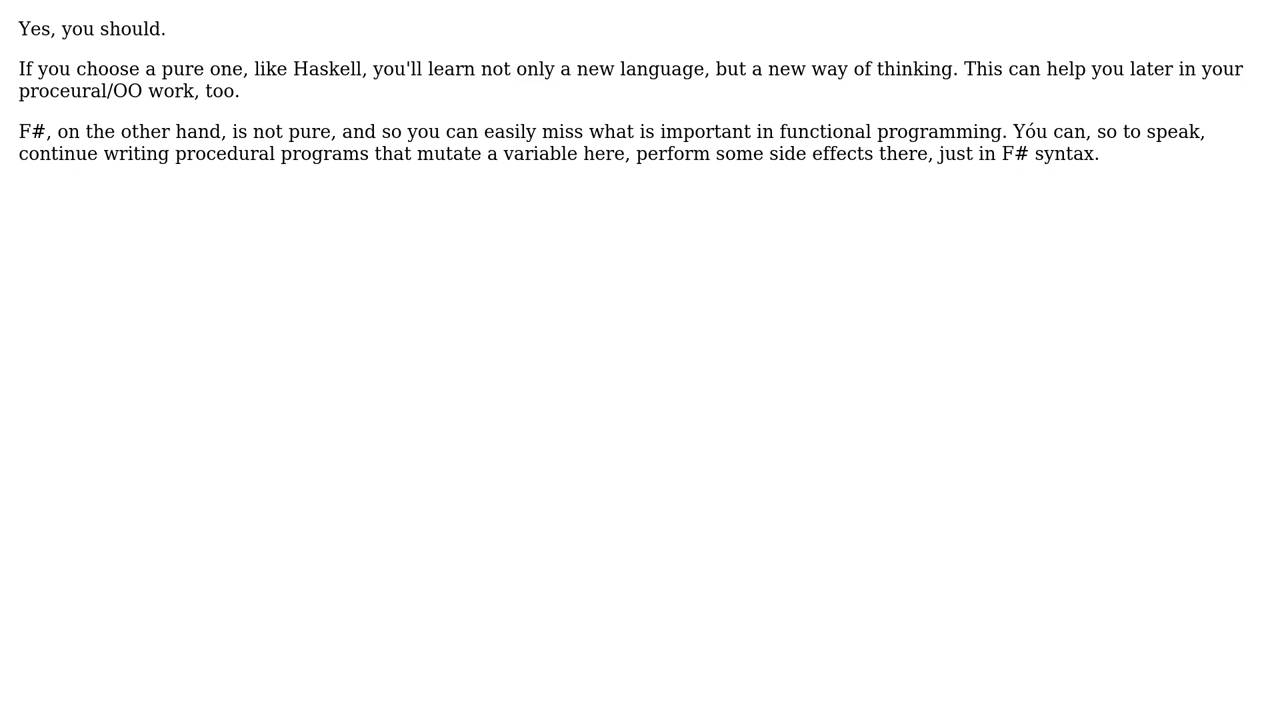 Yes, you should.
If you choose a pure one, like Haskell, you'll learn not only a new language, but a new way of thinking. This can help you later in your
proceural/OO work, too.
F#, on the other hand, is not pure, and so you can easily miss what is important in functional programming. Yóu can, so to speak,
continue writing procedural programs that mutate a variable here, perform some side effects there, just in F# syntax.